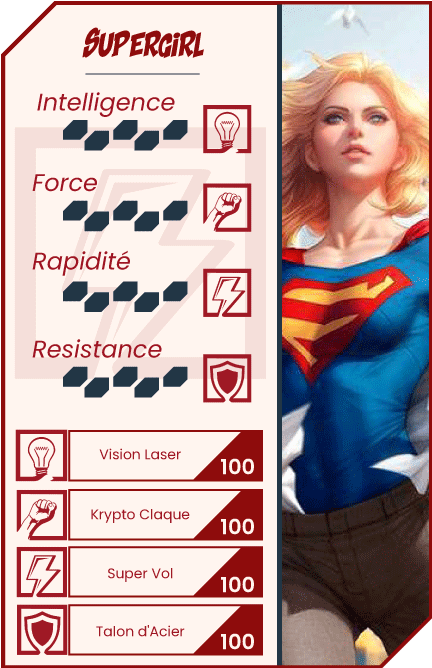 Supergirl
Intelligence
Force
Rapidité
Resistance
Vision Laser
100
Krypto Claque
100
Super Vol
100
Talon d'Acier
100